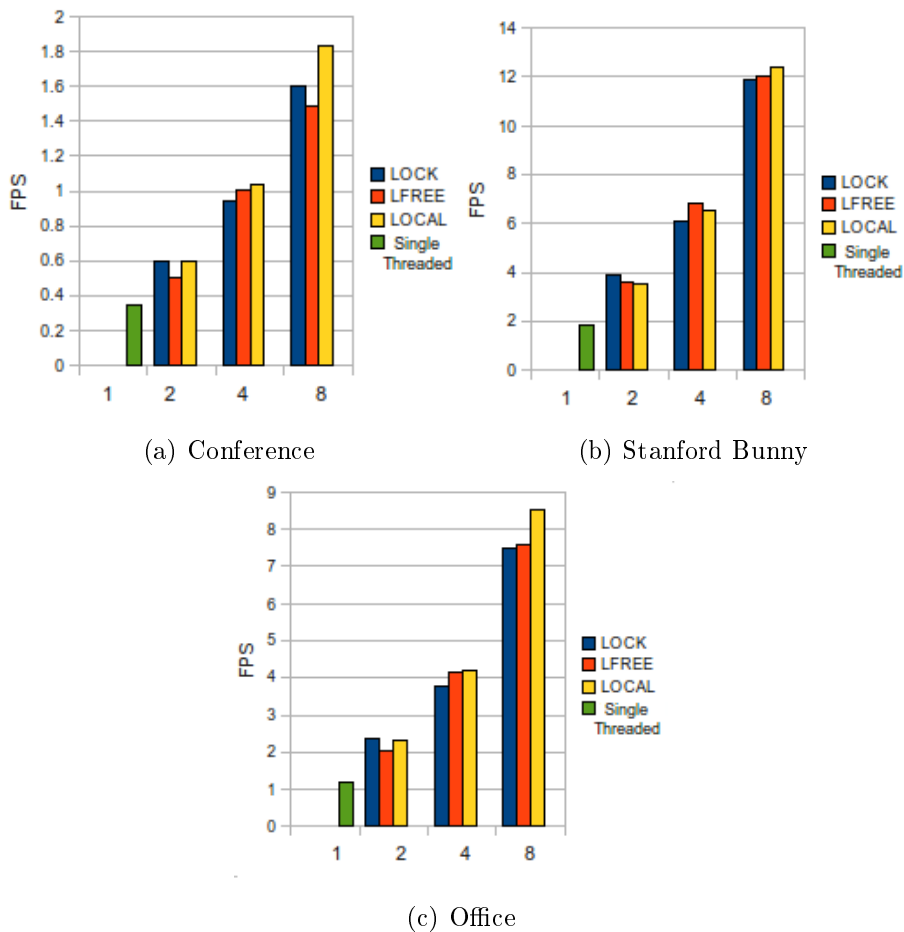 2
1.8
1.6
1.4
1.2
1
0.8
0.6
0.4
0.2
0
FPS
1 2 4 8
LOCK
LFREE
LOCAL
Single
Threaded
(a) Conference
14
12
10
8
6
4
2
0
FPS
1 2 4 8
LOCK
LFREE
LOCAL
Single
Threaded
(b) Stanford Bunny
9
8
7
6
5
4
3
2
1
0
FPS
1 2 4 8
LOCK
LFREE
LOCAL
Single
Threaded
(c) Office